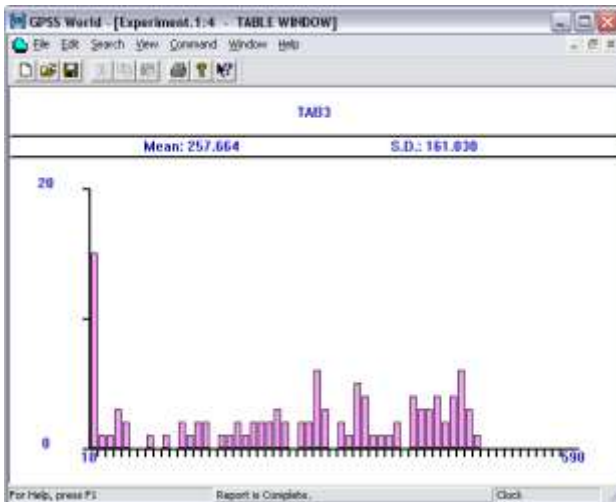 GPSS World - [Experiment.1:4 - TABLE WINDOW]
File Edit Search View Command Window Help
TAB3
Mean: 257.664 S.D.: 161.030
20
0
10 590
For Help, press F1 Report is Complete. Clock